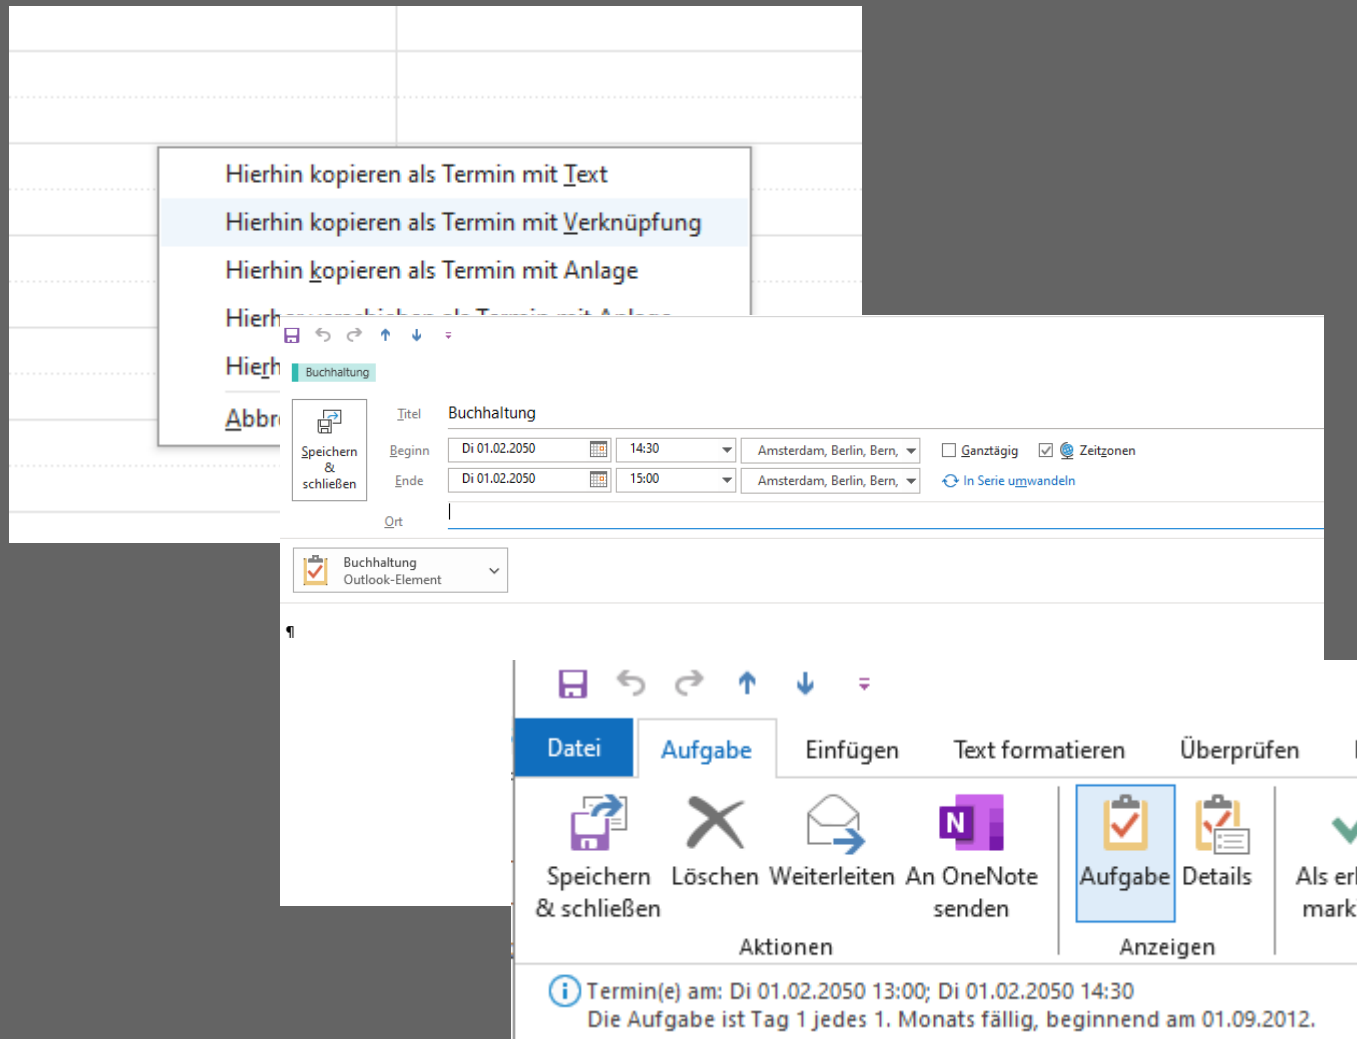 Hierhin kopieren als Termin mit Text
Hierhin kopieren als Termin mit Verknüpfung
Hierhin kopieren als Termin mit Anlage
Buchhaltung
Speichern
&
schließen
Titel Buchhaltung
Beginn Di 01.02.2050 14:30 Amsterdam, Berlin, Bern, Ganztägig Zeitzonen
Ende Di 01.02.2050 15:00 Amsterdam, Berlin, Bern, In Serie umwandeln
Ort
Buchhaltung
Outlook-Element
¶
Datei Aufgabe Einfügen Text formatieren Überprüfen
Speichern
& schließen
Löschen
Weiterleiten
An OneNote
senden
Aufgabe
Details
Als erl
mark
Aktionen
Anzeigen
Termin(e) am: Di 01.02.2050 13:00; Di 01.02.2050 14:30
Die Aufgabe ist Tag 1 jedes 1. Monats fällig, beginnend am 01.09.2012.